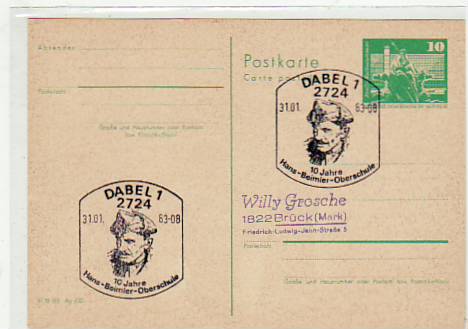 Absender
Postkarte
Carte postale
10
DABEL 1
2724
31.01. 83-08
10 Jahre
Hans-Beimler-Oberschule
Straße und Hausnummer oder Postfach
Willy Grosche
1822 Brück (Mark)
Friedrich-Ludwig-Jahn-Straße 5
DABEL 1
2724
31.01. 83-08
10 Jahre
Hans-Beimler-Oberschule
Postleitzahl
Straße und Hausnummer oder Postfach